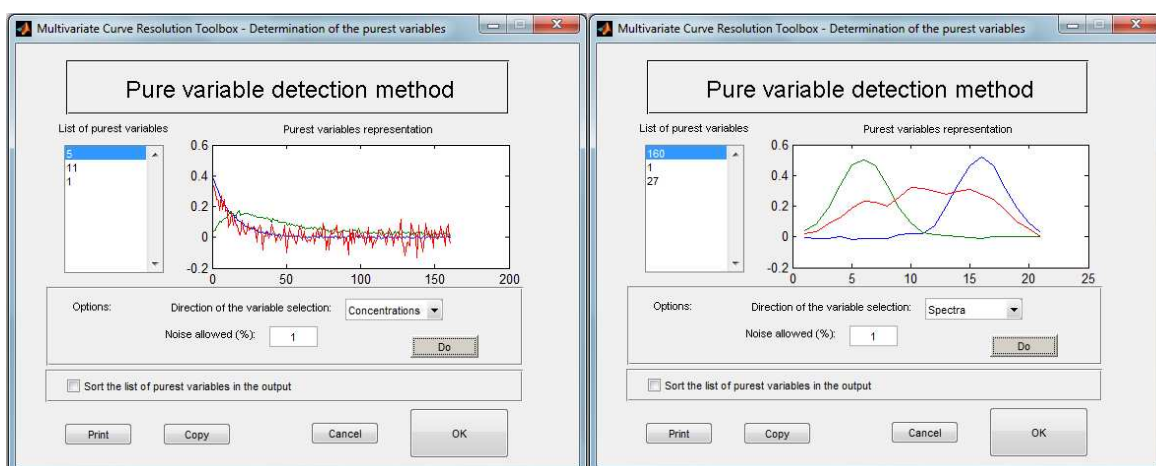 Multivariate Curve Resolution Toolbox - Determination of the purest variables
Pure variable detection method
List of purest variables
Purest variables representation
5
11
1
0.6
0.4
0.2
0
-0.2
0
50
100
150
200
Options:
Direction of the variable selection:
Concentrations
Noise allowed (%):
1
Do
Sort the list of purest variables in the output
Print
Copy
Cancel
OK
Multivariate Curve Resolution Toolbox - Determination of the purest variables
Pure variable detection method
List of purest variables
Purest variables representation
160
1
27
0.6
0.4
0.2
0
-0.2
0
5
10
15
20
25
Options:
Direction of the variable selection:
Spectra
Noise allowed (%):
1
Do
Sort the list of purest variables in the output
Print
Copy
Cancel
OK